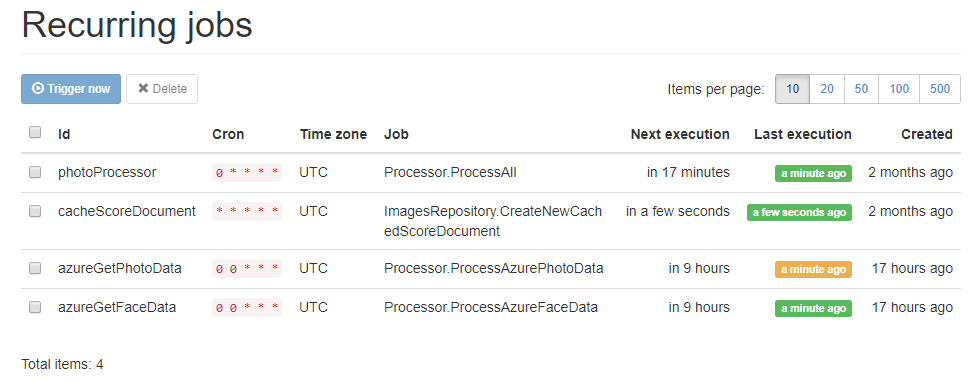 Recurring jobs
Trigger now Delete Items per page: 10 20 50 100 500
Id Cron Time zone Job Next execution Last execution Created
photoProcessor 0 * * * * UTC Processor.ProcessAll in 17 minutes a minute ago 2 months ago
cacheScoreDocument * * * * * UTC ImagesRepository.CreateNewCach in a few seconds a few seconds ago 2 months ago
edScoreDocument
azureGetPhotoData 0 0 * * * UTC Processor.ProcessAzurePhotoData in 9 hours a minute ago 17 hours ago
azureGetFaceData 0 0 * * * UTC Processor.ProcessAzureFaceData in 9 hours a minute ago 17 hours ago
Total items: 4